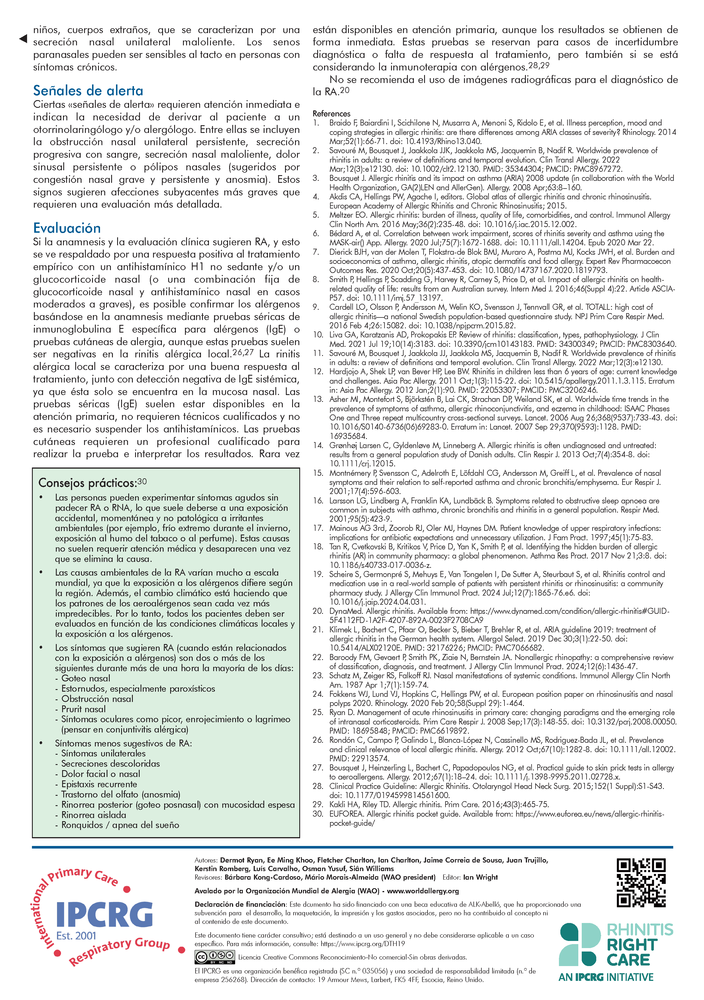 niños, cuerpos extraños, que se caracterizan por una
secreción nasal unilateral maloliente. Los senos
paranasales pueden ser sensibles al tacto en personas con
síntomas crónicos.
Señales de alerta
Ciertas «señales de alerta» requieren atención inmediata e
indican la necesidad de derivar al paciente a un
otorrinolaringólogo y/o alergólogo. Entre ellas se incluyen
la obstrucción nasal unilateral persistente, secreción
progresiva con sangre, secreción nasal maloliente, dolor
sinusal persistente o pólipos nasales (sugeridos por
congestión nasal grave y persistente y anosmia). Estos
signos sugieren afecciones subyacentes más graves que
requieren una evaluación más detallada.
Evaluación
Si la anamnesis y la evaluación clínica sugieren RA, y esto
se ve respaldado por una respuesta positiva al tratamiento
empírico con un antihistamínico H1 no sedante y/o un
glucocorticoide nasal (o una combinación fija de
glucocorticoide nasal y antihistamínico nasal en casos
moderados a graves), es posible confirmar los alérgenos
basándose en la anamnesis mediante pruebas séricas de
inmunoglobulina E específica para alérgenos (IgE) o
pruebas cutáneas de alergia, aunque estas pruebas suelen
ser negativas en la rinitis alérgica local.26,27 La rinitis
alérgica local se caracteriza por una buena respuesta al
tratamiento, junto con detección negativa de IgE sistémica,
ya que ésta solo se encuentra en la mucosa nasal. Las
pruebas séricas (IgE) suelen estar disponibles en la
atención primaria, no requieren técnicos cualificados y no
es necesario suspender los antihistamínicos. Las pruebas
cutáneas requieren un profesional cualificado para
realizar la prueba e interpretar los resultados. Rara vez
Consejos prácticos:30
• Las personas pueden experimentar síntomas agudos sin
padecer RA o RNA, lo que suele deberse a una exposición
accidental, momentánea y no patológica a irritantes
ambientales (por ejemplo, frío extremo durante el invierno,
exposición al humo del tabaco o al perfume). Estas causas
no suelen requerir atención médica y desaparecen una vez
que se elimina la causa.
• Las causas ambientales de la RA varían mucho a escala
mundial, ya que la exposición a los alérgenos difiere según
la región. Además, el cambio climático está haciendo que
los patrones de los aeroalérgenos sean cada vez más
impredecibles. Por lo tanto, todos los pacientes deben ser
evaluados en función de las condiciones climáticas locales y
la exposición a los alérgenos.
• Los síntomas que sugieren RA (cuando están relacionados
con la exposición a alérgenos) son dos o más de los
siguientes durante más de una hora la mayoría de los días:
- Goteo nasal
- Estornudos, especialmente paroxísticos
- Obstrucción nasal
- Prurit nasal
- Síntomas oculares como picor, enrojecimiento o lagrimeo
(pensar en conjuntivitis alérgica)
• Síntomas menos sugestivos de RA:
- Síntomas unilaterales
- Secreciones descoloridas
- Dolor facial o nasal
- Epistaxis recurrente
- Trastorno del olfato (anosmia)
- Rinorrea posterior (goteo posnasal) con mucosidad espesa
- Rinorrea aislada
- Ronquidos / apnea del sueño
están disponibles en atención primaria, aunque los resultados se obtienen de
forma inmediata. Estas pruebas se reservan para casos de incertidumbre
diagnóstica o falta de respuesta al tratamiento, pero también si se está
considerando la inmunoterapia con alérgenos.28,29
No se recomienda el uso de imágenes radiográficas para el diagnóstico de
la RA.20
References
1. Braido F, Baiardini I, Scichilone N, Musarra A, Menoni S, Ridolo E, et al. Illness perception, mood and
coping strategies in allergic rhinitis: are there differences among ARIA classes of severity? Rhinology. 2014
Mar;52(1):66-71. doi: 10.4193/Rhino13.040.
2. Savouré M, Bousquet J, Jaakkola JJK, Jaakkola MS, Jacquemin B, Nadif R. Worldwide prevalence of
rhinitis in adults: a review of definitions and temporal evolution. Clin Transl Allergy. 2022
Mar;12(3):e12130. doi: 10.1002/clt2.12130. PMID: 35344304; PMCID: PMC8967272.
3. Bousquet J. Allergic rhinitis and its impact on asthma (ARIA) 2008 update (in collaboration with the World
Health Organization, GA(2)LEN and AllerGen). Allergy. 2008 Apr;63:8–160.
4. Akdis CA, Hellings PW, Agache I, editors. Global atlas of allergic rhinitis and chronic rhinosinusitis.
European Academy of Allergic Rhinitis and Chronic Rhinosinusitis; 2015.
5. Meltzer EO. Allergic rhinitis: burden of illness, quality of life, comorbidities, and control. Immunol Allergy
Clin North Am. 2016 May;36(2):235-48. doi: 10.1016/j.iac.2015.12.002.
6. Bédard A, et al. Correlation between work impairment, scores of rhinitis severity and asthma using the
MASK-air() App. Allergy. 2020 Jul;75(7):1672-1688. doi: 10.1111/all.14204. Epub 2020 Mar 22.
7. Dierick BJH, van der Molen T, Flokstra-de Blok BMJ, Muraro A, Postma MJ, Kocks JWH, et al. Burden and
socioeconomics of asthma, allergic rhinitis, atopic dermatitis and food allergy. Expert Rev Pharmacoecon
Outcomes Res. 2020 Oct;20(5):437-453. doi: 10.1080/14737167.2020.1819793.
8. Smith P, Hellings P, Scadding G, Harvey R, Carney S, Price D, et al. Impact of allergic rhinitis on health-
related quality of life: results from an Australian survey. Intern Med J. 2016;46(Suppl 4):22. Article ASCIA-
P57. doi: 10.1111/imj.57_13197.
9. Cardell LO, Olsson P, Andersson M, Welin KO, Svensson J, Tennvall GR, et al. TOTALL: high cost of
allergic rhinitis—a national Swedish population-based questionnaire study. NPJ Prim Care Respir Med.
2016 Feb 4;26:15082. doi: 10.1038/npjpcrm.2015.82.
10. Liva GA, Karatzanis AD, Prokopakis EP. Review of rhinitis: classification, types, pathophysiology. J Clin
Med. 2021 Jul 19;10(14):3183. doi: 10.3390/jcm10143183. PMID: 34300349; PMCID: PMC8303640.
11. Savouré M, Bousquet J, Jaakkola JJ, Jaakkola MS, Jacquemin B, Nadif R. Worldwide prevalence of rhinitis
in adults: a review of definitions and temporal evolution. Clin Transl Allergy. 2022 Mar;12(3):e12130.
12. Hardjojo A, Shek LP, van Bever HP, Lee BW. Rhinitis in children less than 6 years of age: current knowledge
and challenges. Asia Pac Allergy. 2011 Oct;1(3):115-22. doi: 10.5415/apallergy.2011.1.3.115. Erratum
in: Asia Pac Allergy. 2012 Jan;2(1):90. PMID: 22053307; PMCID: PMC3206246.
13. Asher MI, Montefort S, Björkstén B, Lai CK, Strachan DP, Weiland SK, et al. Worldwide time trends in the
prevalence of symptoms of asthma, allergic rhinoconjunctivitis, and eczema in childhood: ISAAC Phases
One and Three repeat multicountry cross-sectional surveys. Lancet. 2006 Aug 26;368(9537):733-43. doi:
10.1016/S0140-6736(06)69283-0. Erratum in: Lancet. 2007 Sep 29;370(9593):1128. PMID:
16935684.
14. Grønhøj Larsen C, Gyldenløve M, Linneberg A. Allergic rhinitis is often undiagnosed and untreated:
results from a general population study of Danish adults. Clin Respir J. 2013 Oct;7(4):354-8. doi:
10.1111/crj.12015.
15. Montnémery P, Svensson C, Adelroth E, Löfdahl CG, Andersson M, Greiff L, et al. Prevalence of nasal
symptoms and their relation to self-reported asthma and chronic bronchitis/emphysema. Eur Respir J.
2001;17(4):596-603.
16. Larsson LG, Lindberg A, Franklin KA, Lundbäck B. Symptoms related to obstructive sleep apnoea are
common in subjects with asthma, chronic bronchitis and rhinitis in a general population. Respir Med.
2001;95(5):423-9.
17. Mainous AG 3rd, Zoorob RJ, Oler MJ, Haynes DM. Patient knowledge of upper respiratory infections:
implications for antibiotic expectations and unnecessary utilization. J Fam Pract. 1997;45(1):75-83.
18. Tan R, Cvetkovski B, Kritikos V, Price D, Yan K, Smith P, et al. Identifying the hidden burden of allergic
rhinitis (AR) in community pharmacy: a global phenomenon. Asthma Res Pract. 2017 Nov 21;3:8. doi:
10.1186/s40733-017-0036-z.
19. Scheire S, Germonpré S, Mehuys E, Van Tongelen I, De Sutter A, Steurbaut S, et al. Rhinitis control and
medication use in a real-world sample of patients with persistent rhinitis or rhinosinusitis: a community
pharmacy study. J Allergy Clin Immunol Pract. 2024 Jul;12(7):1865-76.e6. doi:
10.1016/j.jaip.2024.04.031.
20. DynaMed. Allergic rhinitis. Available from: https://www.dynamed.com/condition/allergic-rhinitis#GUID-
5F4112FD-1A2F-4207-892A-0023F2708CA9
21. Klimek L, Bachert C, Pfaar O, Becker S, Bieber T, Brehler R, et al. ARIA guideline 2019: treatment of
allergic rhinitis in the German health system. Allergol Select. 2019 Dec 30;3(1):22-50. doi:
10.5414/ALX02120E. PMID: 32176226; PMCID: PMC7066682.
22. Baroody FM, Gevaert P, Smith PK, Ziaie N, Bernstein JA. Nonallergic rhinopathy: a comprehensive review
of classification, diagnosis, and treatment. J Allergy Clin Immunol Pract. 2024;12(6):1436-47.
23. Schatz M, Zeiger RS, Falkoff RJ. Nasal manifestations of systemic conditions. Immunol Allergy Clin North
Am. 1987 Apr 1;7(1):159-74.
24. Fokkens WJ, Lund VJ, Hopkins C, Hellings PW, et al. European position paper on rhinosinusitis and nasal
polyps 2020. Rhinology. 2020 Feb 20;58(Suppl 29):1-464.
25. Ryan D. Management of acute rhinosinusitis in primary care: changing paradigms and the emerging role
of intranasal corticosteroids. Prim Care Respir J. 2008 Sep;17(3):148-55. doi: 10.3132/pcrj.2008.00050.
PMID: 18695848; PMCID: PMC6619892.
26. Rondón C, Campo P, Galindo L, Blanca-López N, Cassinello MS, Rodriguez-Bada JL, et al. Prevalence
and clinical relevance of local allergic rhinitis. Allergy. 2012 Oct;67(10):1282-8. doi: 10.1111/all.12002.
PMID: 22913574.
27. Bousquet J, Heinzerling L, Bachert C, Papadopoulos NG, et al. Practical guide to skin prick tests in allergy
to aeroallergens. Allergy. 2012;67(1):18–24. doi: 10.1111/j.1398-9995.2011.02728.x.
28. Clinical Practice Guideline: Allergic Rhinitis. Otolaryngol Head Neck Surg. 2015;152(1 Suppl):S1-S43.
doi: 10.1177/0194599814561600.
29. Kakli HA, Riley TD. Allergic rhinitis. Prim Care. 2016;43(3):465-75.
30. EUFOREA. Allergic rhinitis pocket guide. Available from: https://www.euforea.eu/news/allergic-rhinitis-
pocket-guide/
International Primary Care
IPCRG
Est. 2001
Respiratory Group
Autores: Dermot Ryan, Ee Ming Khoo, Fletcher Charlton, Ian Charlton, Jaime Correia de Sousa, Juan Trujillo,
Kerstin Romberg, Luís Carvalho, Osman Yusuf, Siân Williams
Revisores: Bárbara Kong-Cardoso, Mário Morais-Almeida (WAO president) Editor: Ian Wright
Avalado por la Organización Mundial de Alergia (WAO) - www.worldallergy.org
Declaración de financiación: Este dcumento ha sido financiado con una beca educativa de ALK-Abelló, que ha proporcionado una
subvención para el desarrollo, la maquetación, la impresión y los gastos asociados, pero no ha contribuido al concepto ni
al contenido de este documento.
Este documento tiene carácter consultivo; está destinado a un uso general y no debe considerarse aplicable a un caso
específico. Para más información, consulte: https://www.ipcrg.org/DTH19
cc BY NC ND Licencia Creative Commons Reconocimiento-No comercial-Sin obras derivadas.
El IPCRG es una organización benéfica registrada (SC n.º 035056) y una sociedad de responsabilidad limitada (n.º de
empresa 256268). Dirección de contacto: 19 Armour Mews, Larbert, FK5 4FF, Escocia, Reino Unido.
RHINITIS
RIGHT
CARE
AN IPCRG INITIATIVE